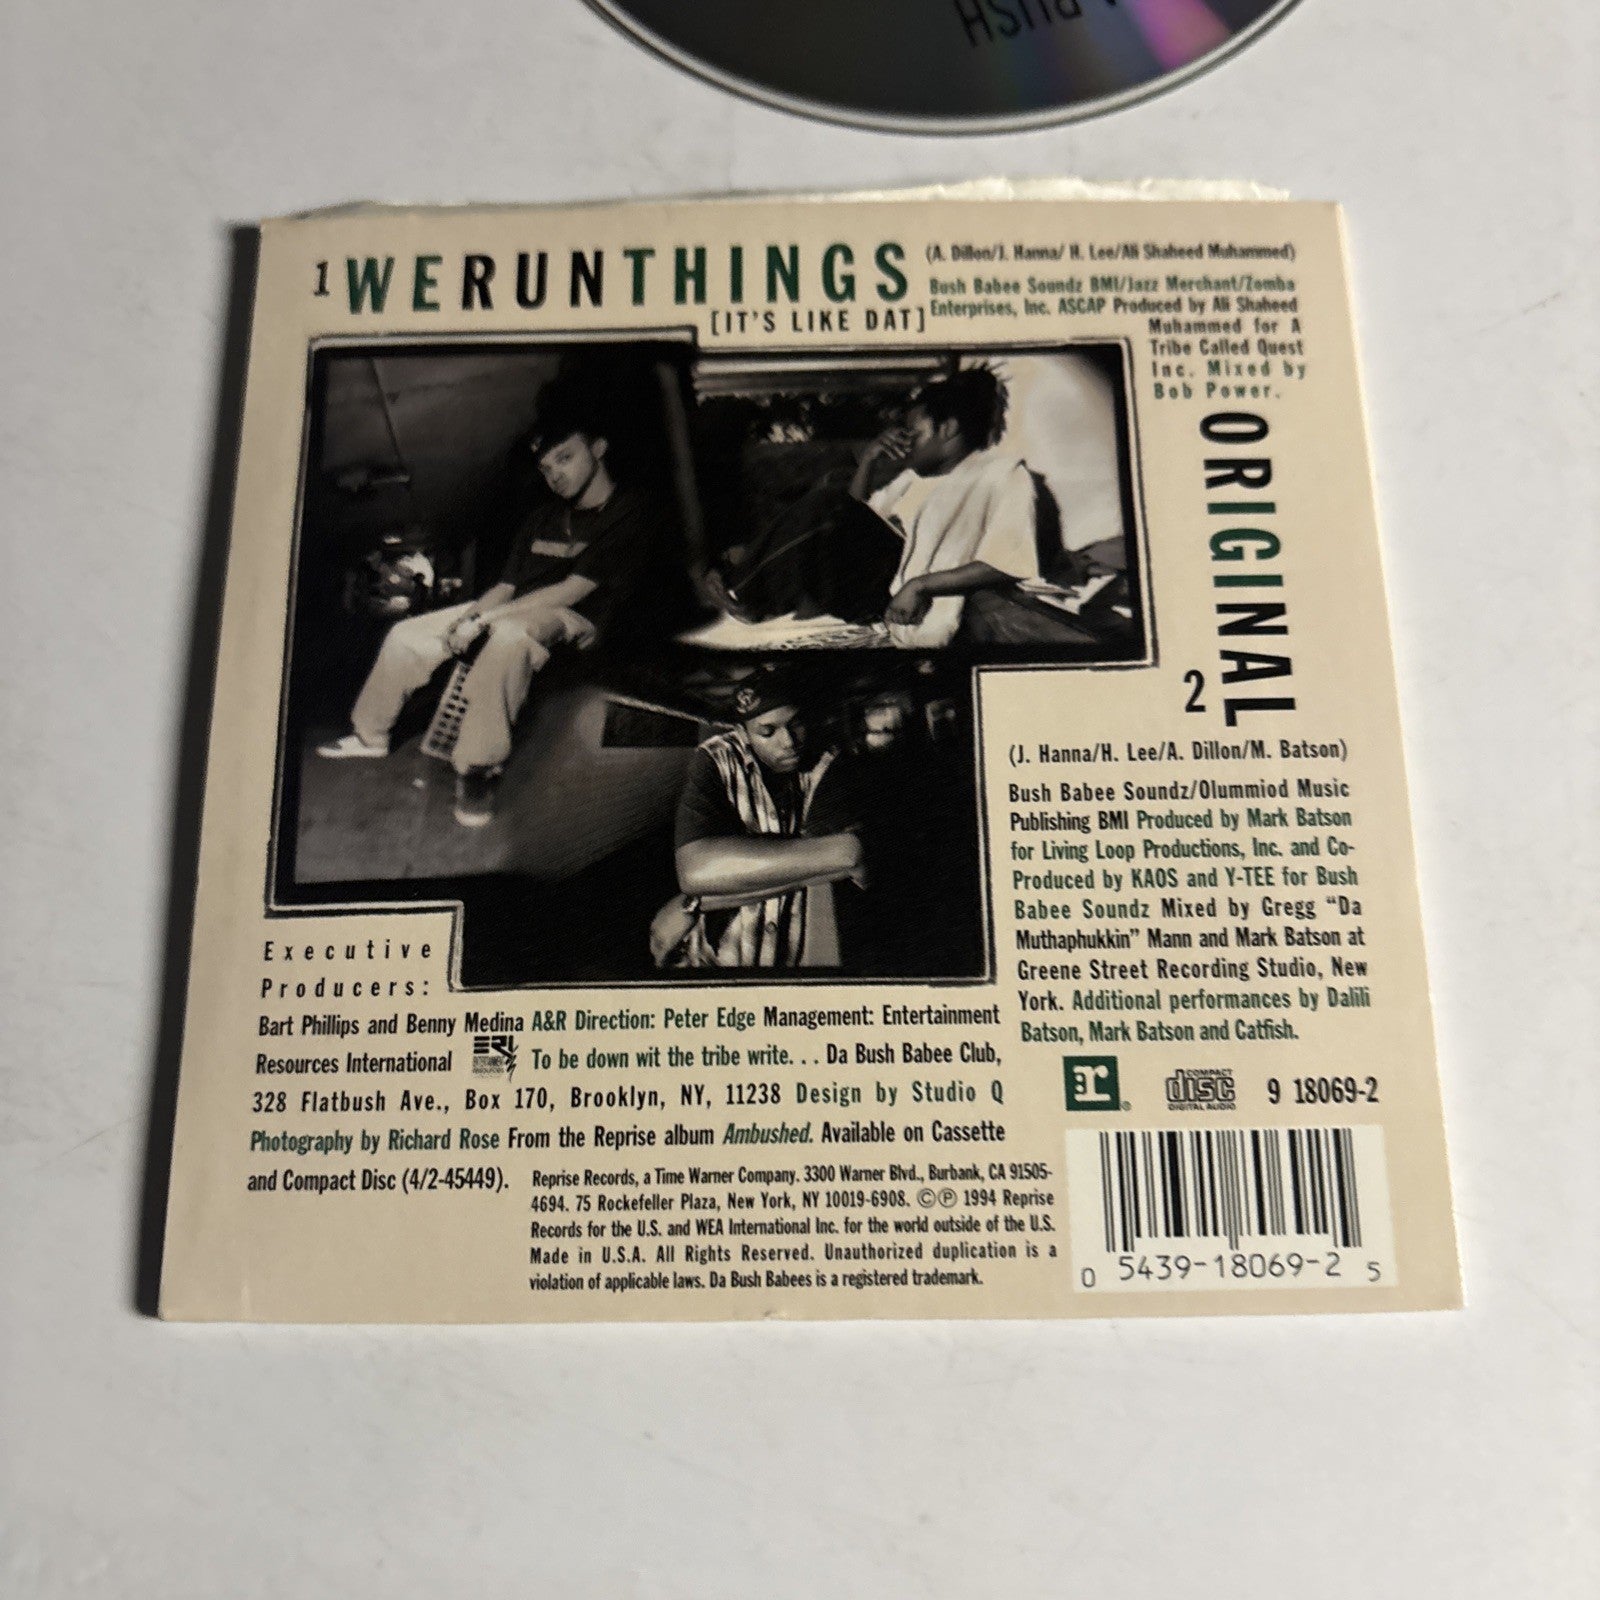 1 WERUNTHINGS
[IT'S LIKE DAT]
(A. Dillon/J. Hanna/ H. Lee/Ali Shaheed Muhammed)
Bush Babee Soundz BMI/Jazz Merchant/Zomba
Enterprises, Inc. ASCAP Produced by Ali Shaheed
Muhammed for A
Tribe Called Quest
Inc. Mixed by
Bob Power.
2 ORIGINAL
(J. Hanna/H. Lee/A. Dillon/M. Batson)
Bush Babee Soundz/Olummiod Music
Publishing BMI Produced by Mark Batson
for Living Loop Productions, Inc. and Co-
Produced by KAOS and Y-TEE for Bush
Babee Soundz Mixed by Gregg "Da
Muthaphukkin" Mann and Mark Batson at
Greene Street Recording Studio, New
York. Additional performances by Dalili
Batson, Mark Batson and Catfish.
Executive
Producers:
Bart Phillips and Benny Medina A&R Direction: Peter Edge Management: Entertainment
Resources International ERI To be down wit the tribe write. . . Da Bush Babee Club,
328 Flatbush Ave., Box 170, Brooklyn, NY, 11238 Design by Studio Q
Photography by Richard Rose From the Reprise album Ambushed. Available on Cassette
and Compact Disc (4/2-45449).
Reprise Records, a Time Warner Company. 3300 Warner Blvd., Burbank, CA 91505-
4694. 75 Rockefeller Plaza, New York, NY 10019-6908. ©℗ 1994 Reprise
Records for the U.S. and WEA International Inc. for the world outside of the U.S.
Made in U.S.A. All Rights Reserved. Unauthorized duplication is a
violation of applicable laws. Da Bush Babees is a registered trademark.
r ®
COMPACT
disc
DIGITAL AUDIO
9 18069-2
0 5439-18069-2 5